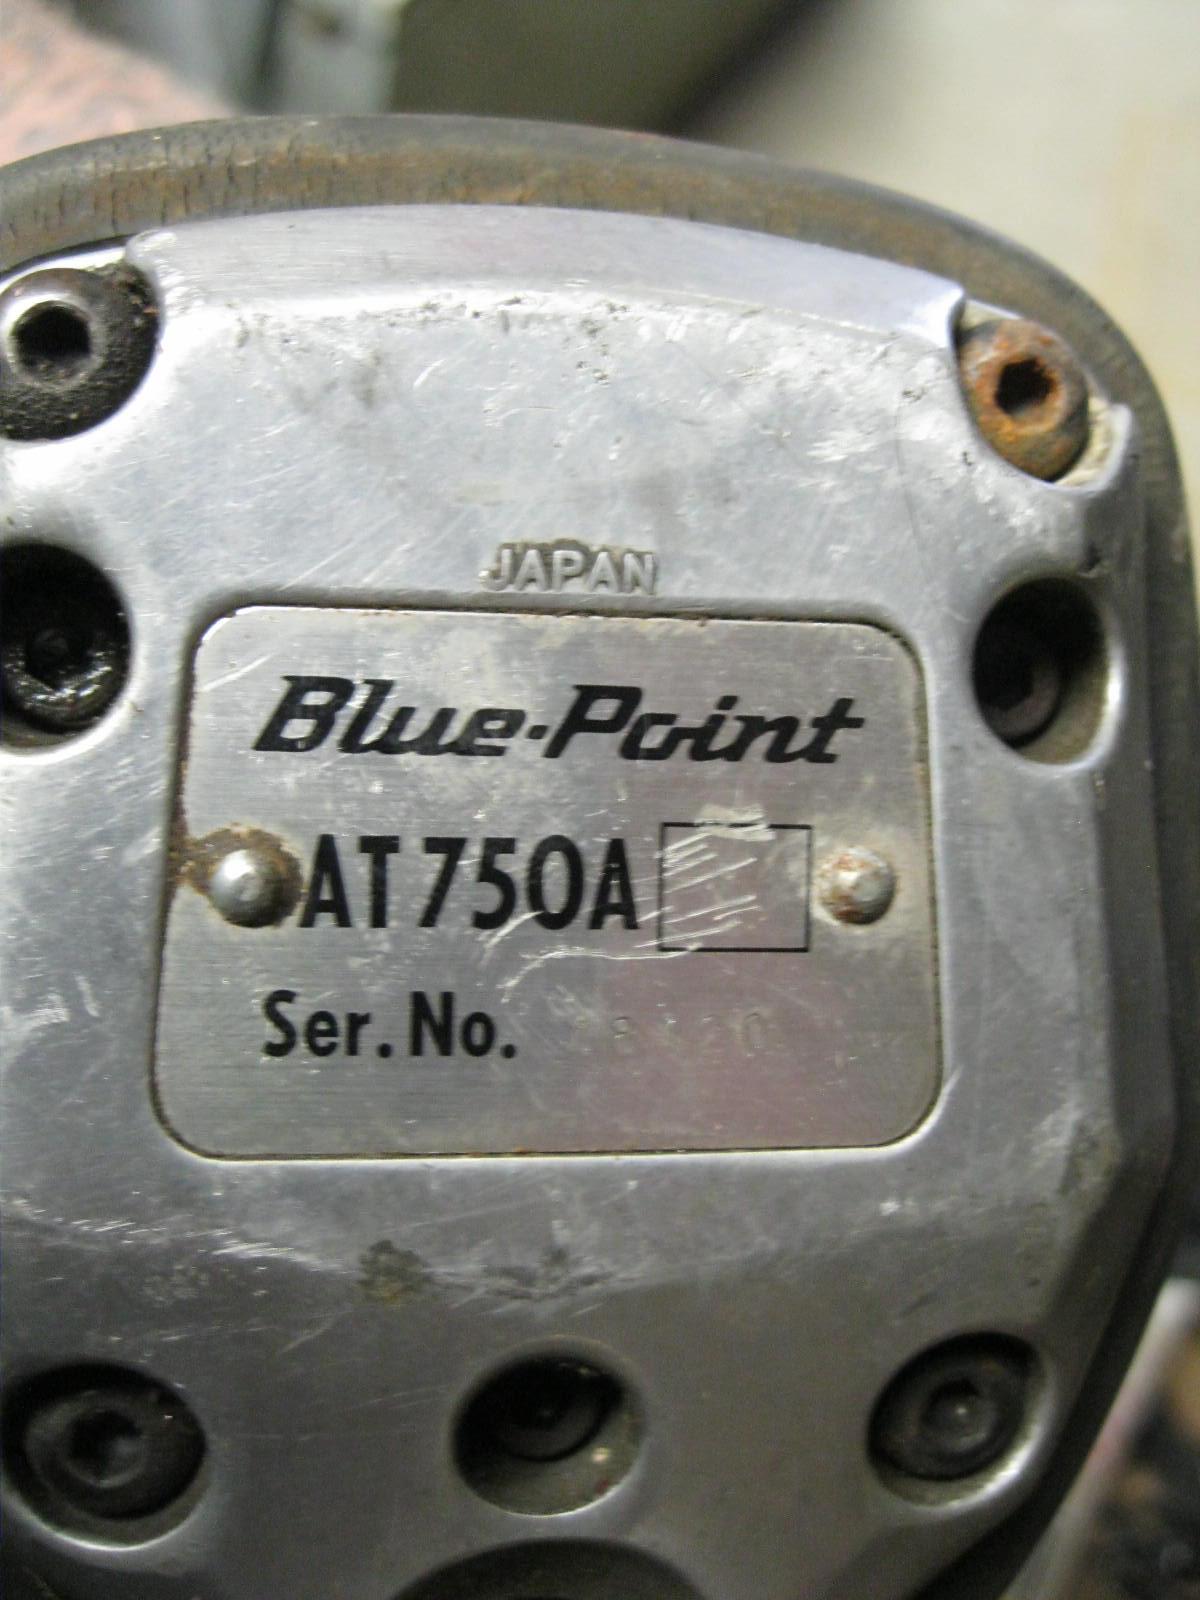 JAPAN
Blue-Point
AT750A
Ser. No.